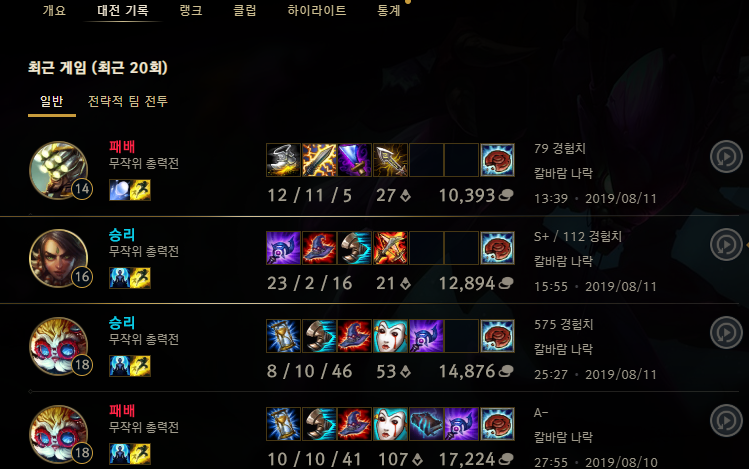 개요 대전 기록 랭크 클럽 하이라이트 통계
최근 게임 (최근 20회)
일반 전략적 팀 전투
패배
무작위 총력전
14
12 / 11 / 5 27 10,393
79 경험치
칼바람 나락
13:39 • 2019/08/11
승리
무작위 총력전
16
23 / 2 / 16 21 12,894
S+ / 112 경험치
칼바람 나락
15:55 • 2019/08/11
승리
무작위 총력전
18
8 / 10 / 46 53 14,876
575 경험치
칼바람 나락
25:27 • 2019/08/11
패배
무작위 총력전
18
10 / 10 / 41 107 17,224
A-
칼바람 나락
27:55 • 2019/08/10